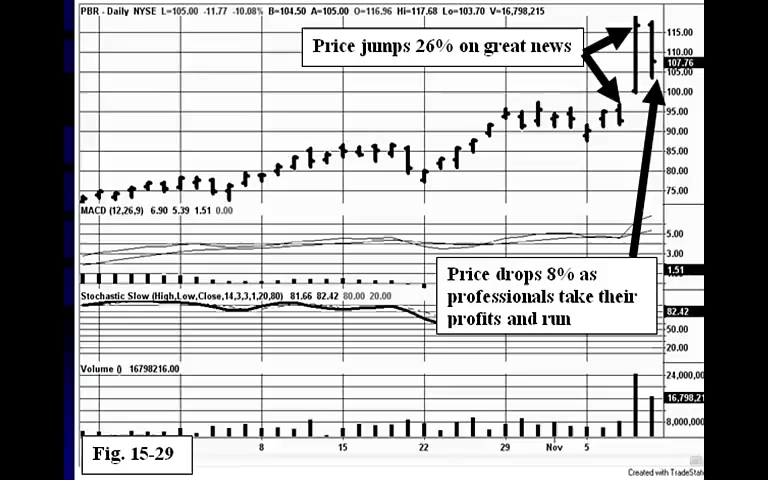 PBR - Daily NYSE L=105.00 -11.77 -10.08% B=104.50 A=105.00 O=116.96 Hi=117.68 Lo=103.70 V=16,798,215
Price jumps 26% on great news
115.00
110.00
107.76
105.00
100.00
95.00
90.00
85.00
80.00
75.00
MACD (12,26,9) 6.90 5.39 1.51 0.00
5.00
3.00
1.51
Price drops 8% as
professionals take their
profits and run
Stochastic Slow (High,Low,Close,14,3,3,1,20,80) 81.66 82.42 80.00 20.00
82.42
50.00
20.00
Volume () 16798216.00
24,000,00
16,798,21
8,000,000
8 15 22 29 Nov 5
Fig. 15-29
Created with TradeStat